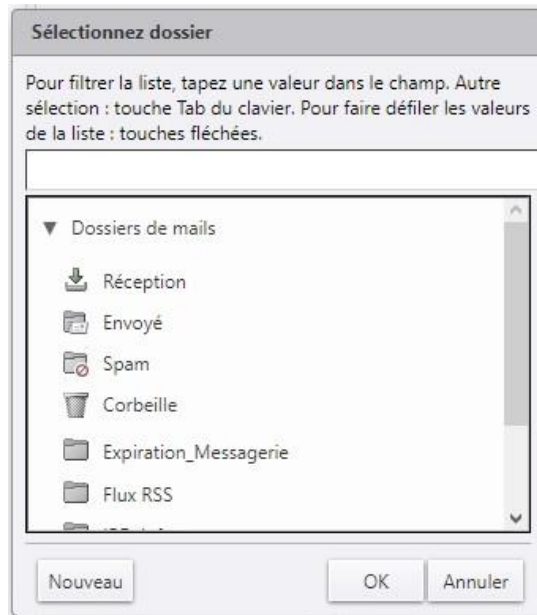 Sélectionnez dossier
Pour filtrer la liste, tapez une valeur dans le champ. Autre
sélection : touche Tab du clavier. Pour faire défiler les valeurs
de la liste : touches fléchées.
Dossiers de mails
Réception
Envoyé
Spam
Corbeille
Expiration_Messagerie
Flux RSS
Nouveau
OK
Annuler